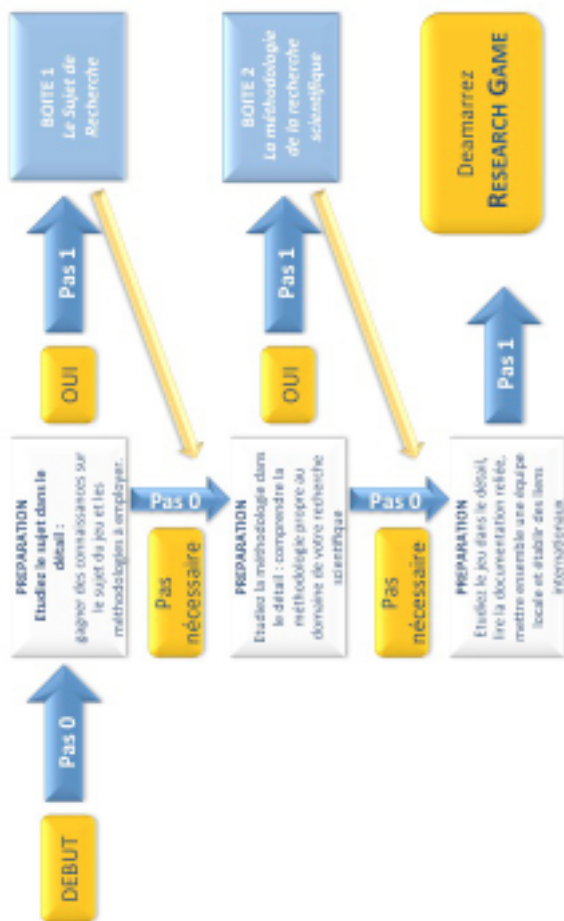 DEBUT
Pas 0
PREPARATION
Etudiez le sujet dans le
détail :
gagner des connaissances sur
le sujet du jeu et les
méthodologies à employer.
OUI
Pas 1
BOITE 1
Le Sujet de
Recherche
Pas
nécessaire
Pas 0
PREPARATION
Etudiez la méthodologie dans
le détail : comprendre la
méthodologie propre au
domaine de votre recherche
scientifique
OUI
Pas 1
BOITE 2
La méthodologie
de la recherche
scientifique
Pas
nécessaire
Pas 0
PREPARATION
Etudiez le jeu dans le détail,
lire la documentation reliée,
mettre ensemble une équipe
locale et établir des liens
internationaux
Pas 1
Deamarrez
RESEARCH GAME